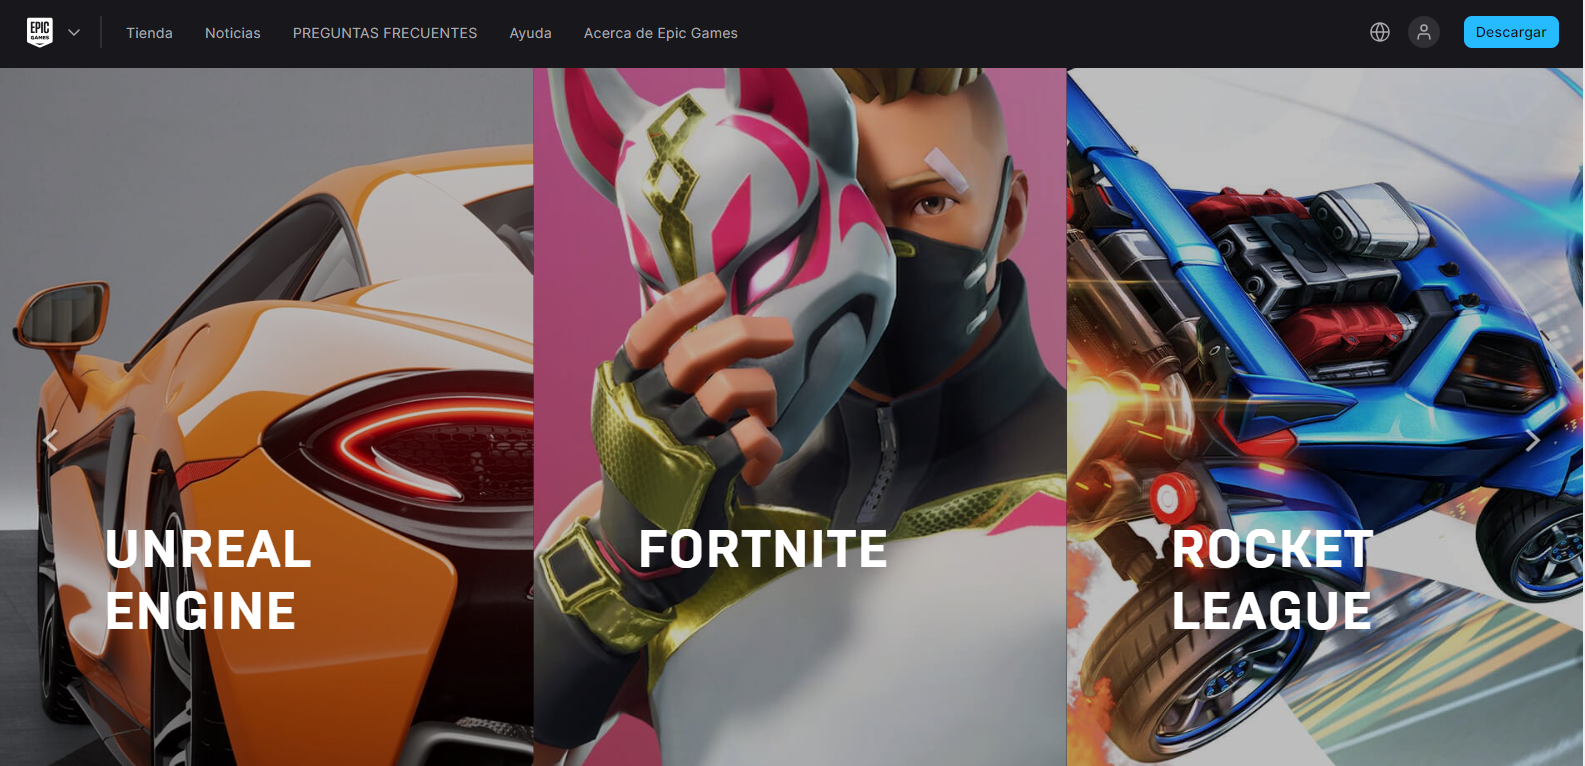 EPIC
GAMES
Tienda Noticias PREGUNTAS FRECUENTES Ayuda Acerca de Epic Games Descargar
UNREAL
ENGINE
FORTNITE
ROCKET
LEAGUE